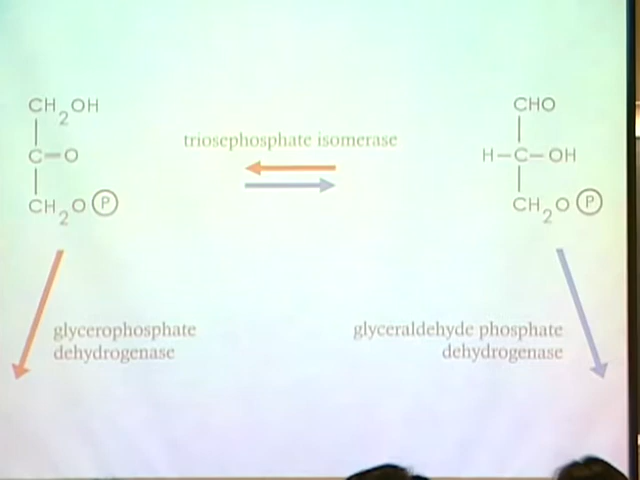 CH2OH
C=O
CH2O P
triosephosphate isomerase
CHO
H-C-OH
CH2O P
glycerophosphate
dehydrogenase
glyceraldehyde phosphate
dehydrogenase